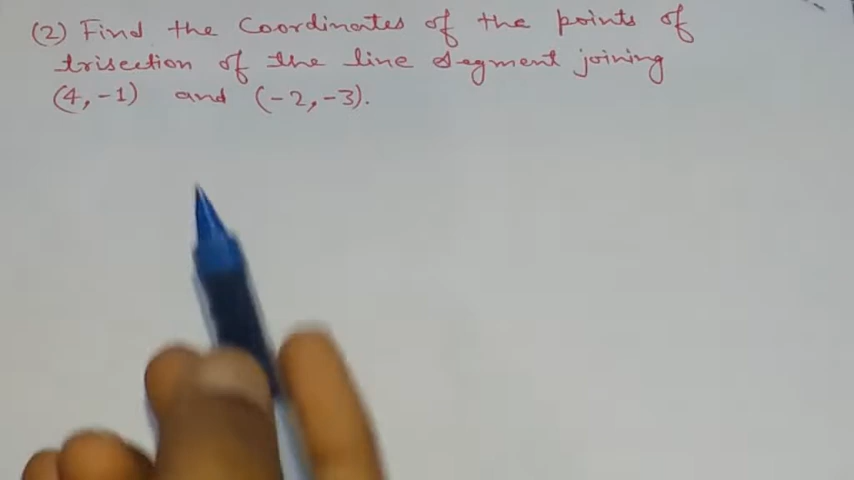 (2) Find the Coordinates of the points of
trisection of the line segment joining
(4, -1) and (-2, -3).